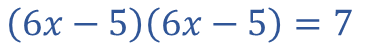 (6x − 5)(6x − 5) = 7